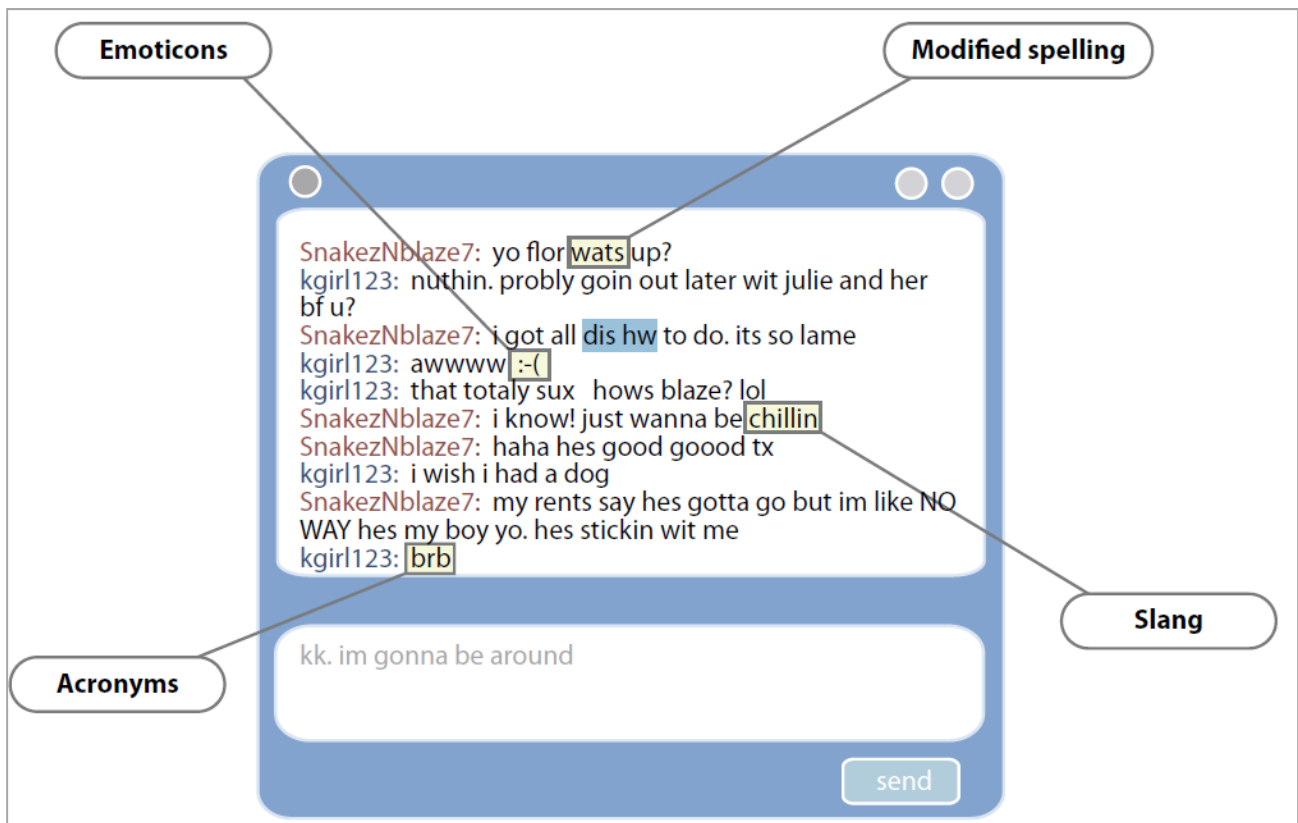 Emoticons
Modified spelling
SnakezNblaze7: yo flor wats up?
kgirl123: nuthin. probly goin out later wit julie and her
bf u?
SnakezNblaze7: i got all dis hw to do. its so lame
kgirl123: awwww :-(
kgirl123: that totaly sux hows blaze? lol
SnakezNblaze7: i know! just wanna be chillin
SnakezNblaze7: haha hes good goood tx
kgirl123: i wish i had a dog
SnakezNblaze7: my rents say hes gotta go but im like NO
WAY hes my boy yo. hes stickin wit me
kgirl123: brb
Slang
Acronyms
kk. im gonna be around
send